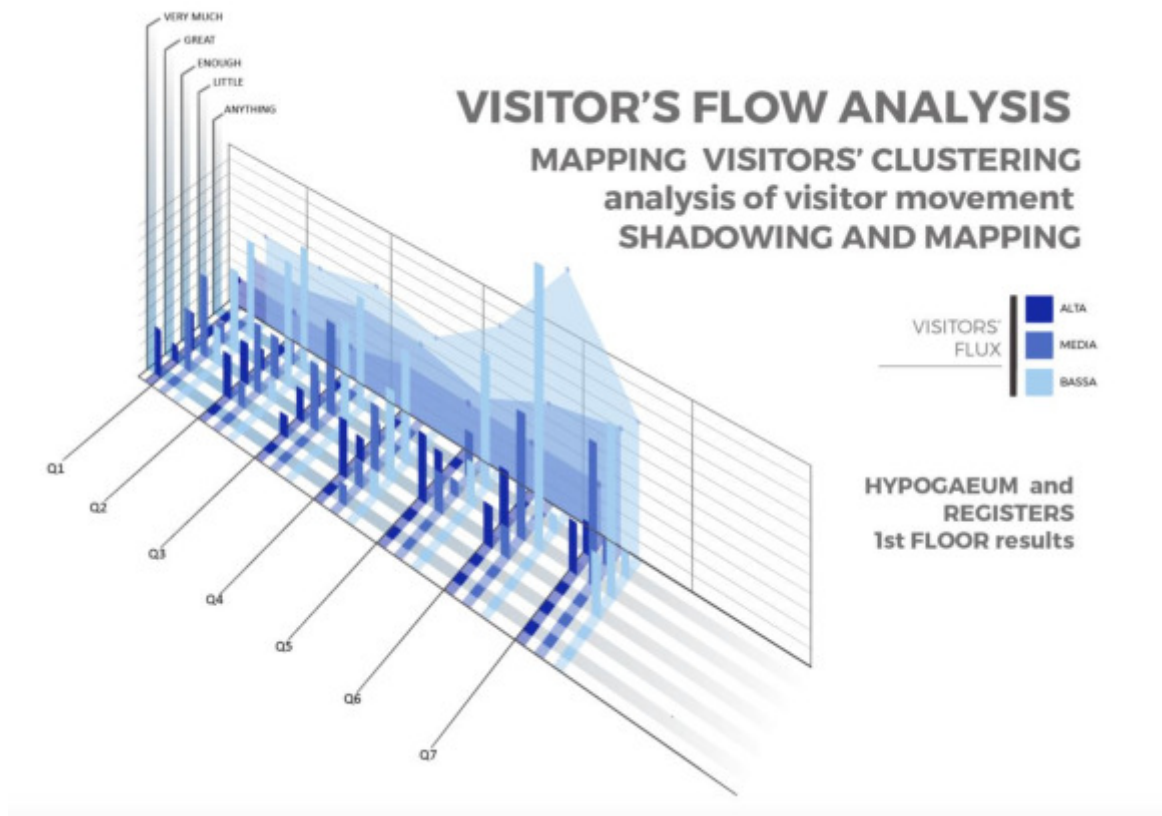 VERY MUCH
GREAT
ENOUGH
LITTLE
ANYTHING
VISITOR'S FLOW ANALYSIS
MAPPING VISITORS' CLUSTERING
analysis of visitor movement
SHADOWING AND MAPPING
VISITORS'
FLUX
ALTA
MEDIA
BASSA
HYPOGAEUM and
REGISTERS
1st FLOOR results
Q1
Q2
Q3
Q4
Q5
Q6
Q7